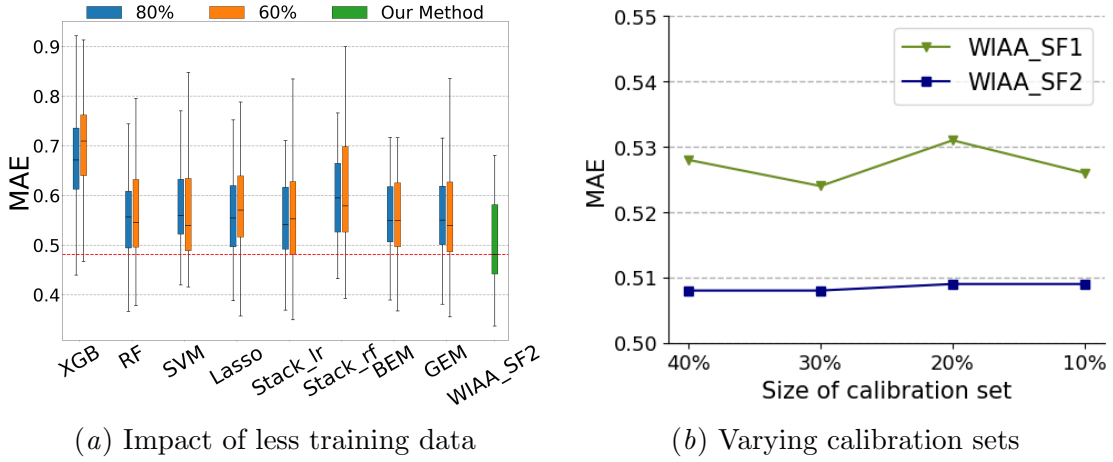 80% 60% Our Method
MAE
0.9
0.8
0.7
0.6
0.5
0.4
XGB RF SVM Lasso Stack_lr Stack_rf BEM GEM WIAA_SF2
(a) Impact of less training data
WIAA_SF1
WIAA_SF2
MAE
0.55
0.54
0.53
0.52
0.51
0.50
40% 30% 20% 10%
Size of calibration set
(b) Varying calibration sets